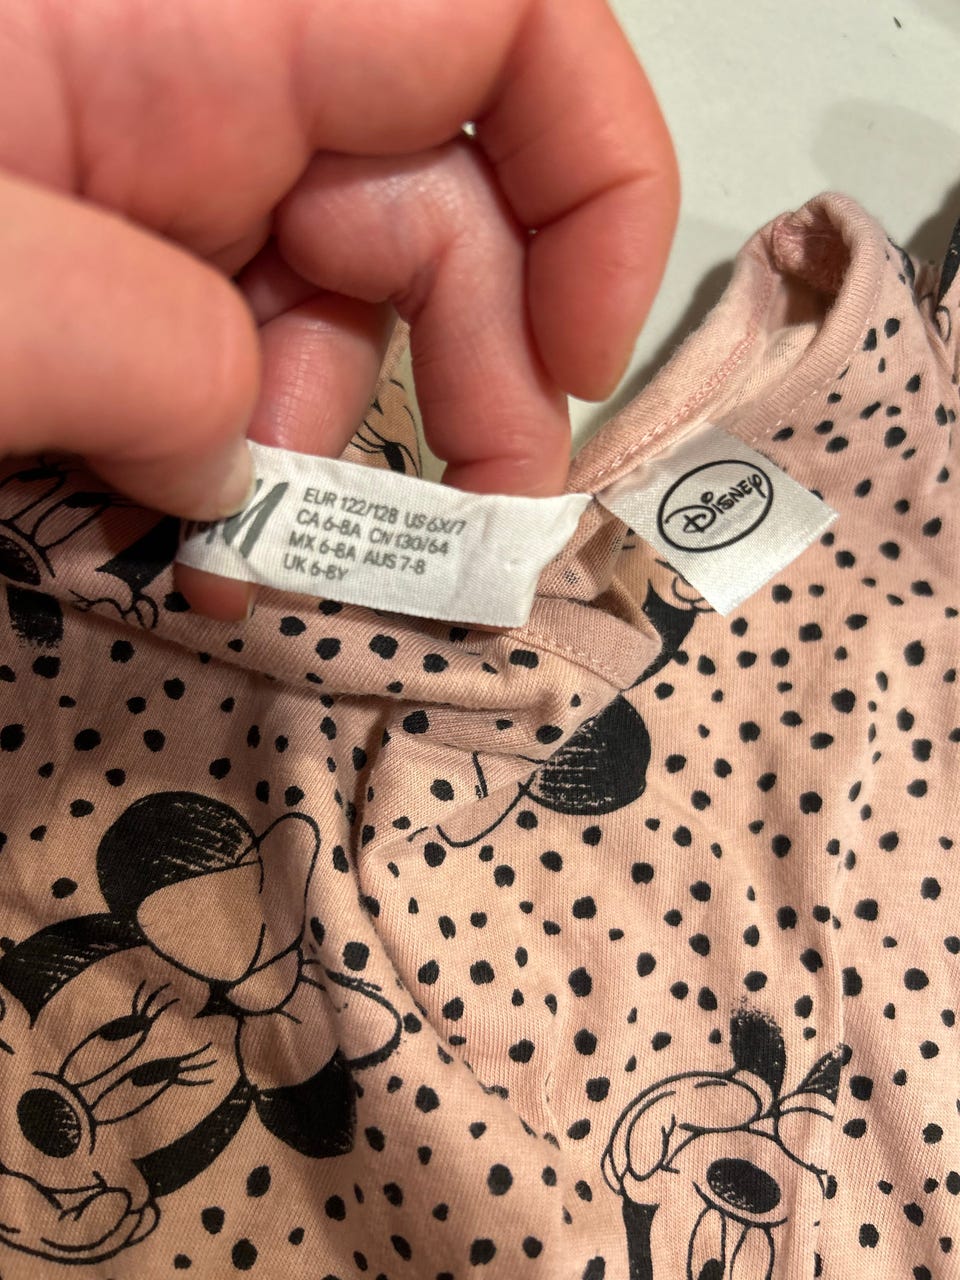 EUR 122/128 US 6X/7
CA 6-8A CN 130/64
MX 6-8A AUS 7-8
UK 6-8Y
DISNEY